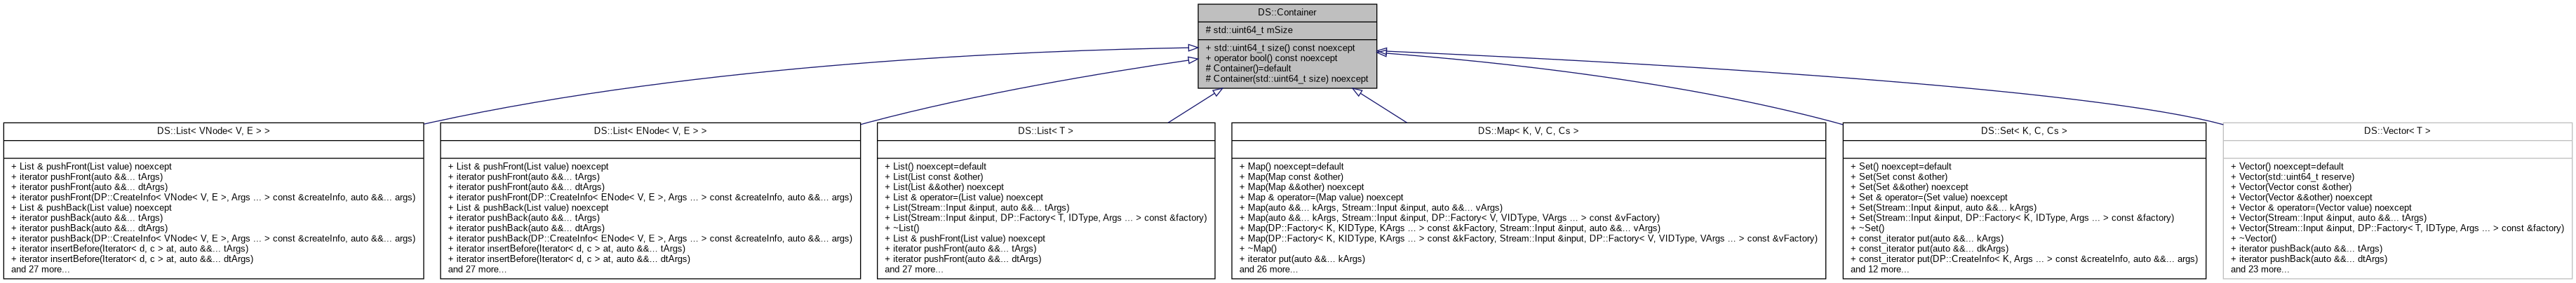 DS::Container
# std::uint64_t mSize
+ std::uint64_t size() const noexcept
+ operator bool() const noexcept
# Container()=default
# Container(std::uint64_t size) noexcept
DS::List< VNode< V, E > >
+ List & pushFront(List value) noexcept
+ iterator pushFront(auto &&... tArgs)
+ iterator pushFront(auto &&... dtArgs)
+ iterator pushFront(DP::CreateInfo< VNode< V, E >, Args ... > const &createInfo, auto &&... args)
+ List & pushBack(List value) noexcept
+ iterator pushBack(auto &&... tArgs)
+ iterator pushBack(auto &&... dtArgs)
+ iterator pushBack(DP::CreateInfo< VNode< V, E >, Args ... > const &createInfo, auto &&... args)
+ iterator insertBefore(Iterator< d, c > at, auto &&... tArgs)
+ iterator insertBefore(Iterator< d, c > at, auto &&... dtArgs)
and 27 more...
DS::List< ENode< V, E > >
+ List & pushFront(List value) noexcept
+ iterator pushFront(auto &&... tArgs)
+ iterator pushFront(auto &&... dtArgs)
+ iterator pushFront(DP::CreateInfo< ENode< V, E >, Args ... > const &createInfo, auto &&... args)
+ List & pushBack(List value) noexcept
+ iterator pushBack(auto &&... tArgs)
+ iterator pushBack(auto &&... dtArgs)
+ iterator pushBack(DP::CreateInfo< ENode< V, E >, Args ... > const &createInfo, auto &&... args)
+ iterator insertBefore(Iterator< d, c > at, auto &&... tArgs)
+ iterator insertBefore(Iterator< d, c > at, auto &&... dtArgs)
and 27 more...
DS::List< T >
+ List() noexcept=default
+ List(List const &other)
+ List(List &&other) noexcept
+ List & operator=(List value) noexcept
+ List(Stream::Input &input, auto &&... tArgs)
+ List(Stream::Input &input, DP::Factory< T, IDType, Args ... > const &factory)
+ ~List()
+ List & pushFront(List value) noexcept
+ iterator pushFront(auto &&... tArgs)
+ iterator pushFront(auto &&... dtArgs)
and 27 more...
DS::Map< K, V, C, Cs >
+ Map() noexcept=default
+ Map(Map const &other)
+ Map(Map &&other) noexcept
+ Map & operator=(Map value) noexcept
+ Map(auto &&... kArgs, Stream::Input &input, auto &&... vArgs)
+ Map(auto &&... kArgs, Stream::Input &input, DP::Factory< V, VIDType, VArgs ... > const &vFactory)
+ Map(DP::Factory< K, KIDType, KArgs ... > const &kFactory, Stream::Input &input, auto &&... vArgs)
+ Map(DP::Factory< K, KIDType, KArgs ... > const &kFactory, Stream::Input &input, DP::Factory< V, VIDType, VArgs ... > const &vFactory)
+ ~Map()
+ iterator put(auto &&... kArgs)
and 26 more...
DS::Set< K, C, Cs >
+ Set() noexcept=default
+ Set(Set const &other)
+ Set(Set &&other) noexcept
+ Set & operator=(Set value) noexcept
+ Set(Stream::Input &input, auto &&... kArgs)
+ Set(Stream::Input &input, DP::Factory< K, IDType, Args ... > const &factory)
+ ~Set()
+ const_iterator put(auto &&... kArgs)
+ const_iterator put(auto &&... dkArgs)
+ const_iterator put(DP::CreateInfo< K, Args ... > const &createInfo, auto &&... args)
and 12 more...
DS::Vector< T >
+ Vector() noexcept=default
+ Vector(std::uint64_t reserve)
+ Vector(Vector const &other)
+ Vector(Vector &&other) noexcept
+ Vector & operator=(Vector value) noexcept
+ Vector(Stream::Input &input, auto &&... tArgs)
+ Vector(Stream::Input &input, DP::Factory< T, IDType, Args ... > const &factory)
+ ~Vector()
+ iterator pushBack(auto &&... tArgs)
+ iterator pushBack(auto &&... dtArgs)
and 23 more...